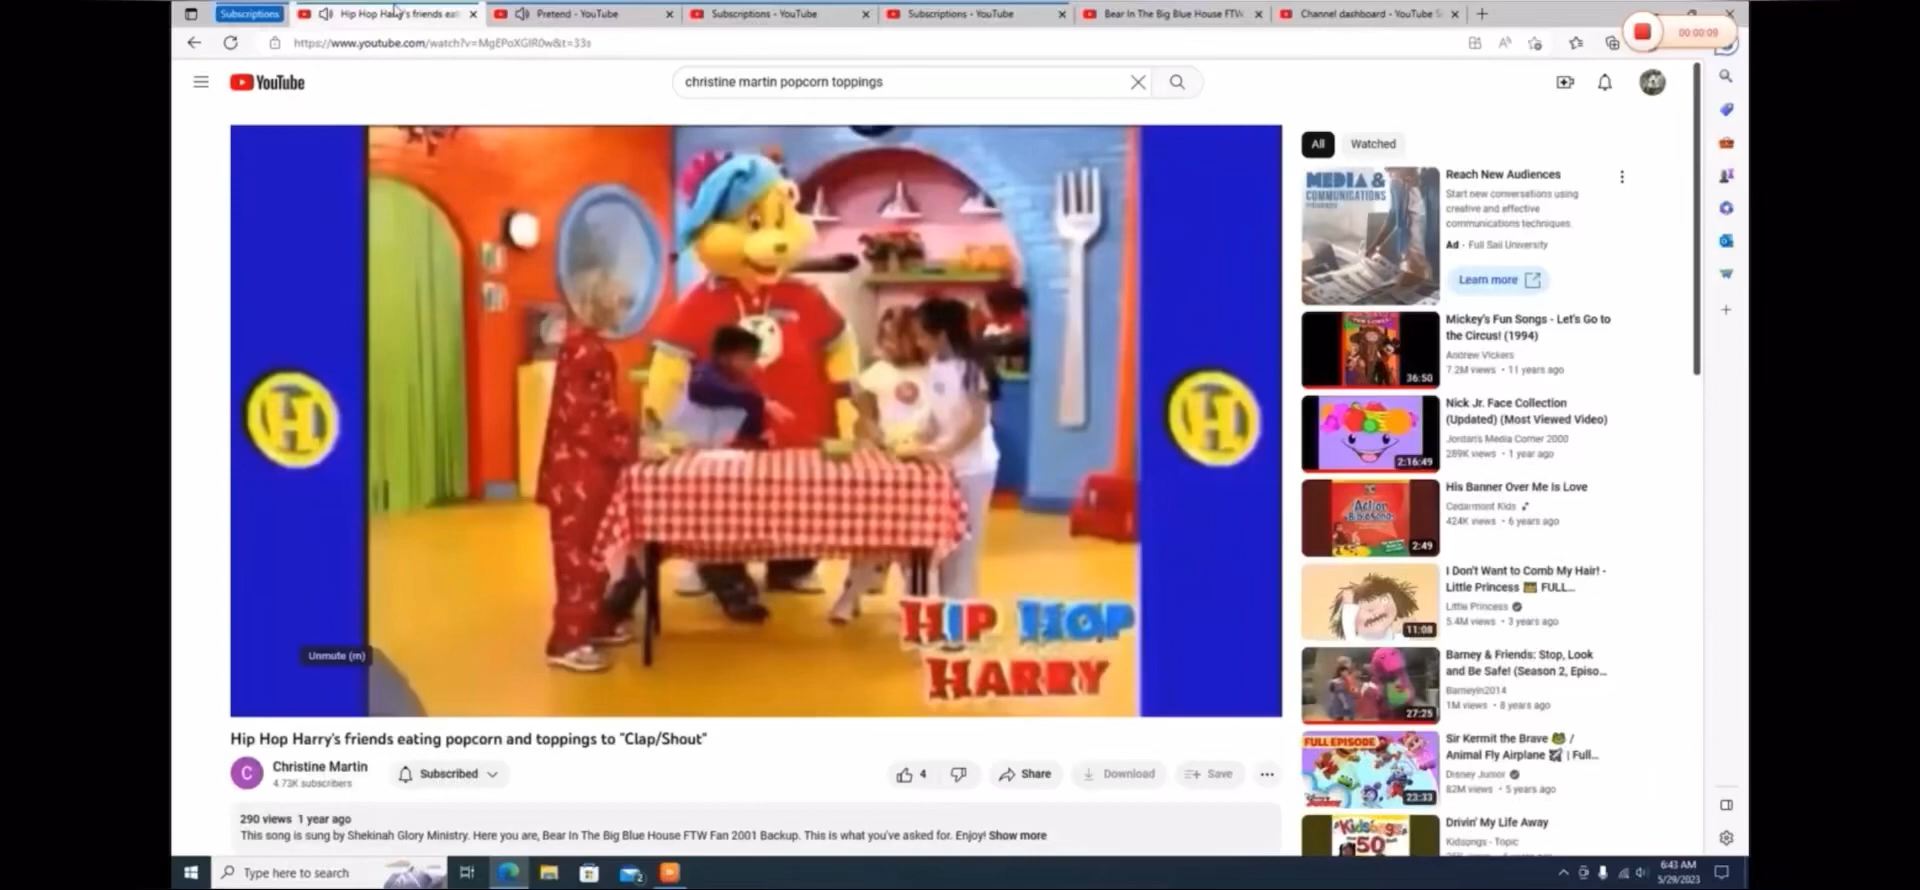 Subscriptions
Hip Hop Harry's friends eat
Pretend - YouTube
Subscriptions - YouTube
Subscriptions - YouTube
Bear In The Big Blue House FTW
Channel dashboard - YouTube S
00:00:09
https://www.youtube.com/watch?v=MgEPoXGIR0w&t=33s
YouTube
christine martin popcorn toppings
All
Watched
MEDIA &
COMMUNICATIONS
Reach New Audiences
Start new conversations using
creative and effective
communications techniques.
Ad · Full Sail University
Learn more
Mickey's Fun Songs - Let's Go to
the Circus! (1994)
Andrew Vickers
7.2M views • 11 years ago
36:50
Nick Jr. Face Collection
(Updated) (Most Viewed Video)
Jordan's Media Corner 2000
289K views • 1 year ago
2:16:49
His Banner Over Me Is Love
Cedarmont Kids
424K views • 6 years ago
Action
2:49
I Don't Want to Comb My Hair! -
Little Princess FULL...
Little Princess
5.4M views • 3 years ago
11:08
Barney & Friends: Stop, Look
and Be Safe! (Season 2, Episo...
Barneyin2014
1M views • 8 years ago
27:25
FULL EPISODE
Sir Kermit the Brave /
Animal Fly Airplane | Full...
Disney Junior
82M views • 5 years ago
23:33
Drivin' My Life Away
Kidsongs - Topic
Kidsongs
50
H
H
HIP HOP
HARRY
Unmute (m)
Hip Hop Harry's friends eating popcorn and toppings to "Clap/Shout"
C
Christine Martin
4.73K subscribers
Subscribed
4
Share
Download
Save
290 views 1 year ago
This song is sung by Shekinah Glory Ministry. Here you are, Bear In The Big Blue House FTW Fan 2001 Backup. This is what you've asked for. Enjoy! Show more
Type here to search
2
6:43 AM
5/29/2023